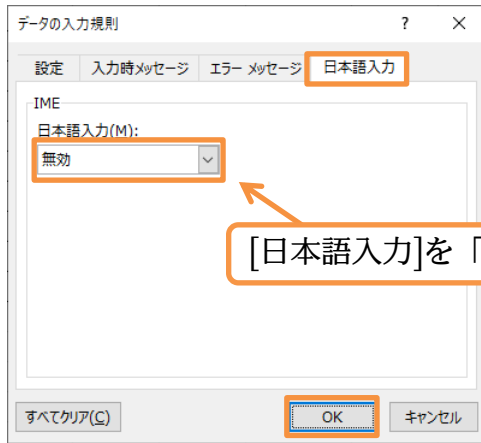 データの入力規則 ? ×
設定 入力時メッセージ エラー メッセージ 日本語入力
IME
日本語入力(M):
無効
[日本語入力]を「
すべてクリア(C) OK キャンセル